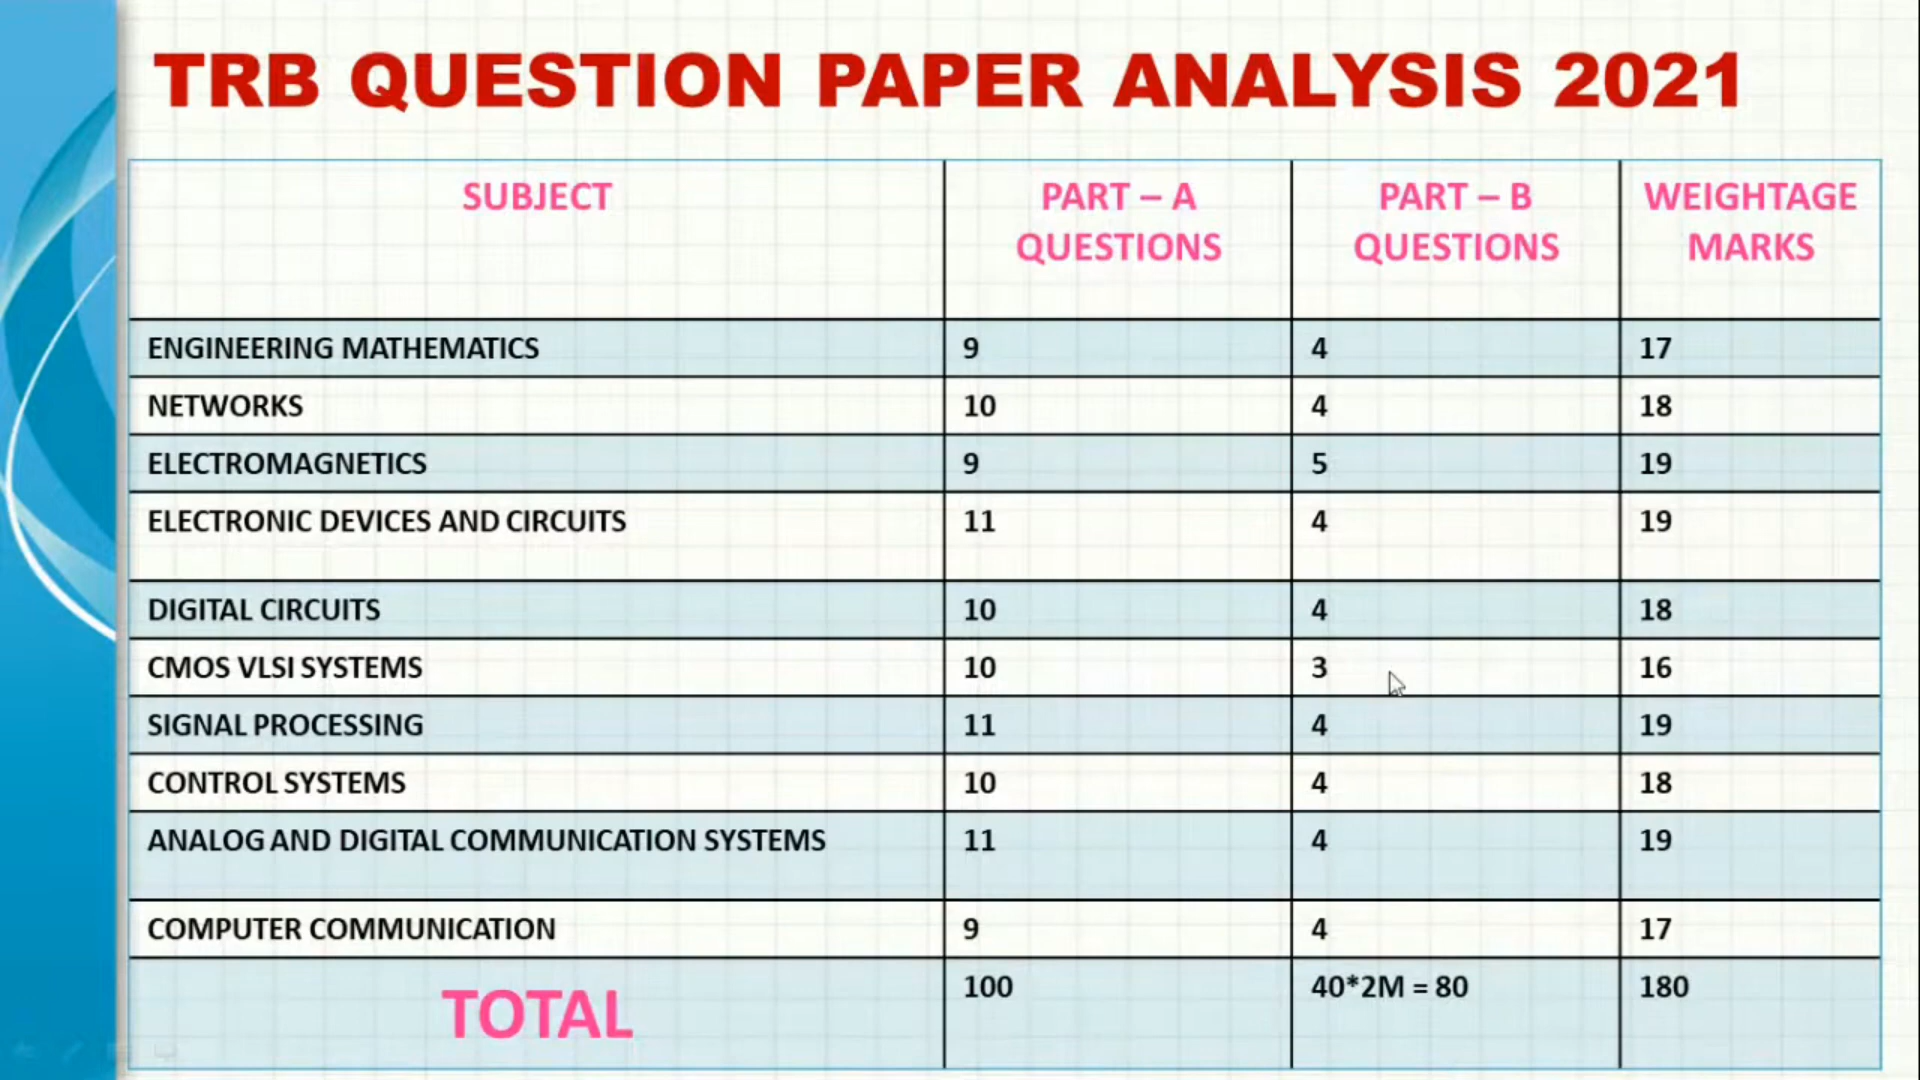 TRB QUESTION PAPER ANALYSIS 2021
SUBJECT PART – A QUESTIONS PART – B QUESTIONS WEIGHTAGE MARKS
ENGINEERING MATHEMATICS 9 4 17
NETWORKS 10 4 18
ELECTROMAGNETICS 9 5 19
ELECTRONIC DEVICES AND CIRCUITS 11 4 19
DIGITAL CIRCUITS 10 4 18
CMOS VLSI SYSTEMS 10 3 16
SIGNAL PROCESSING 11 4 19
CONTROL SYSTEMS 10 4 18
ANALOG AND DIGITAL COMMUNICATION SYSTEMS 11 4 19
COMPUTER COMMUNICATION 9 4 17
TOTAL 100 40*2M = 80 180